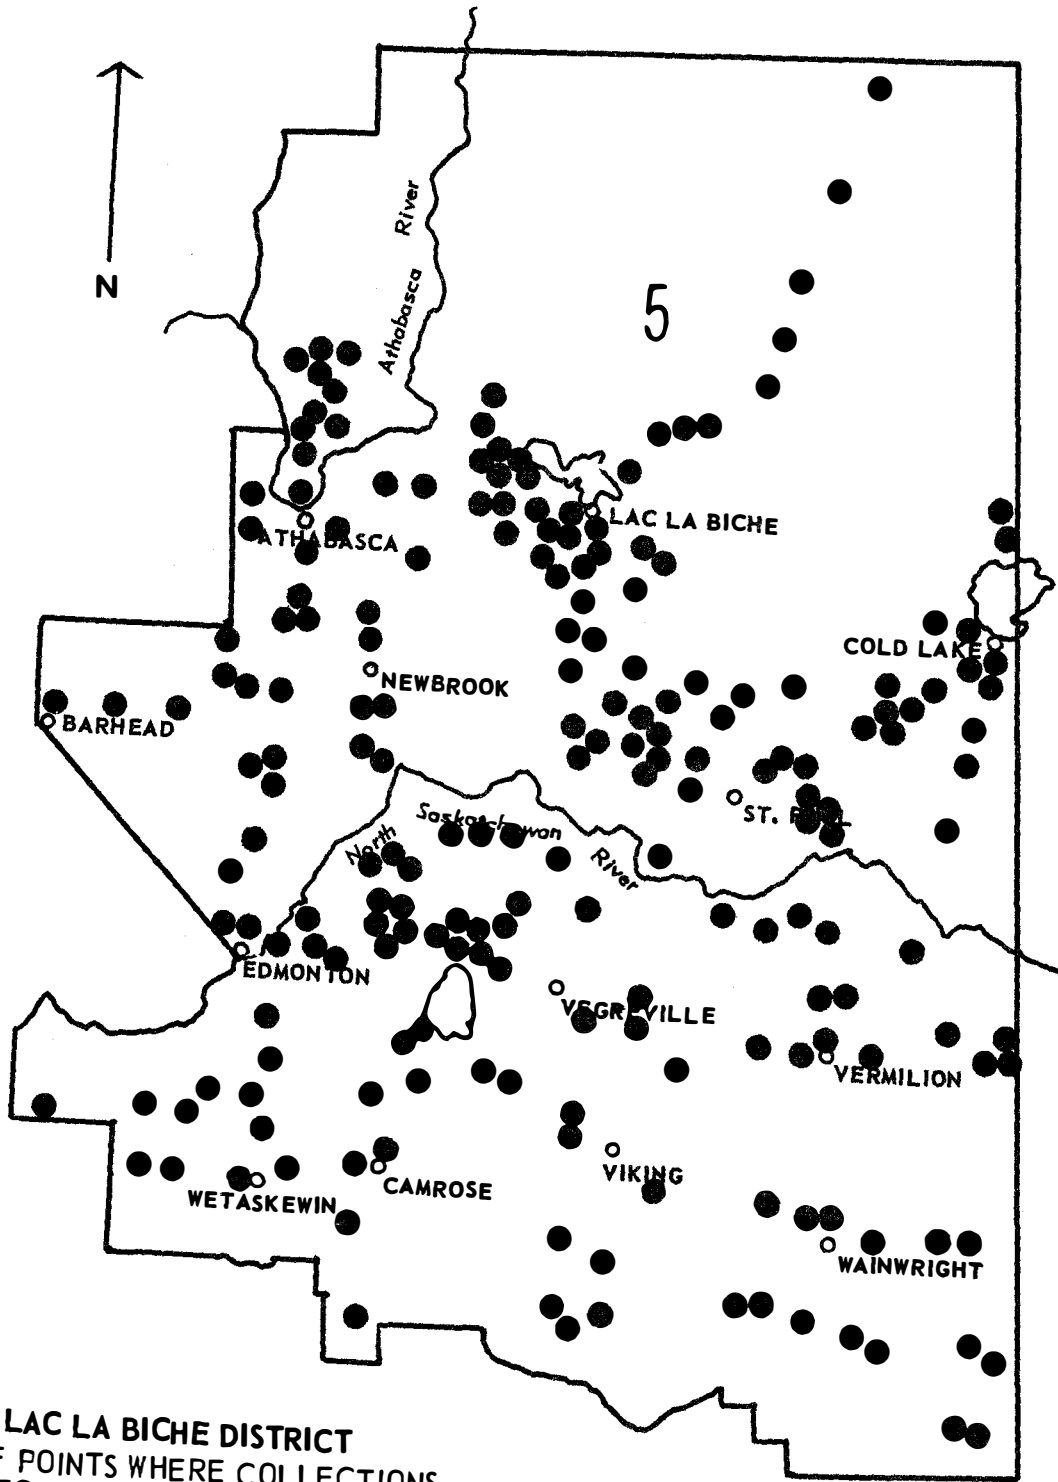 N
Athabasca River
5
LAC LA BICHE
ATHABASCA
COLD LAKE
NEWBROOK
BARHEAD
ST.
North Saskatchewan River
EDMONTON
VEGREVILLE
VERMILION
VIKING
CAMROSE
WETASKEWIN
WAINWRIGHT
LAC LA BICHE DISTRICT
POINTS WHERE COLLECTIONS